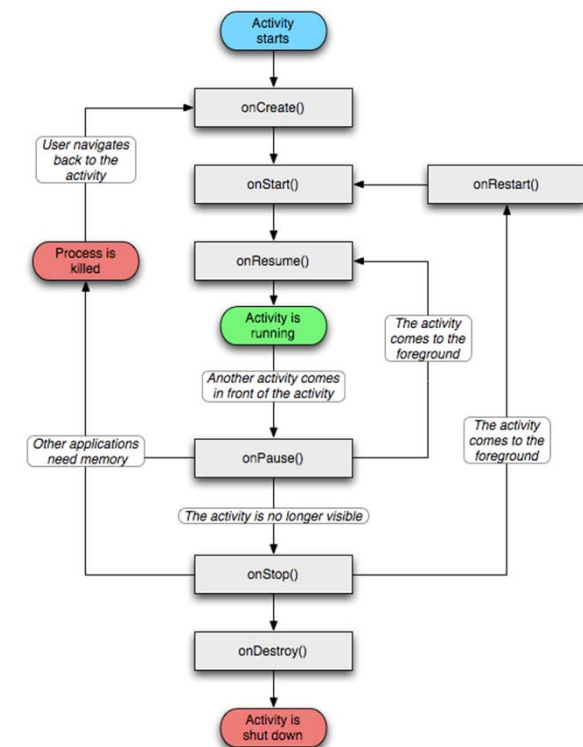 Activity
starts
onCreate()
User navigates
back to the
activity
onStart()
onRestart()
Process is
killed
onResume()
Activity is
running
The activity
comes to the
foreground
Another activity comes
in front of the activity
The activity
comes to the
foreground
Other applications
need memory
onPause()
The activity is no longer visible
onStop()
onDestroy()
Activity is
shut down